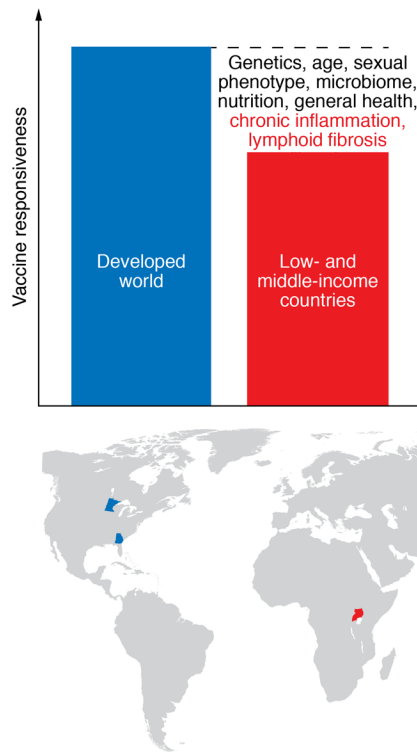 Vaccine responsiveness
Genetics, age, sexual
phenotype, microbiome,
nutrition, general health,
chronic inflammation,
lymphoid fibrosis
Developed
world
Low- and
middle-income
countries